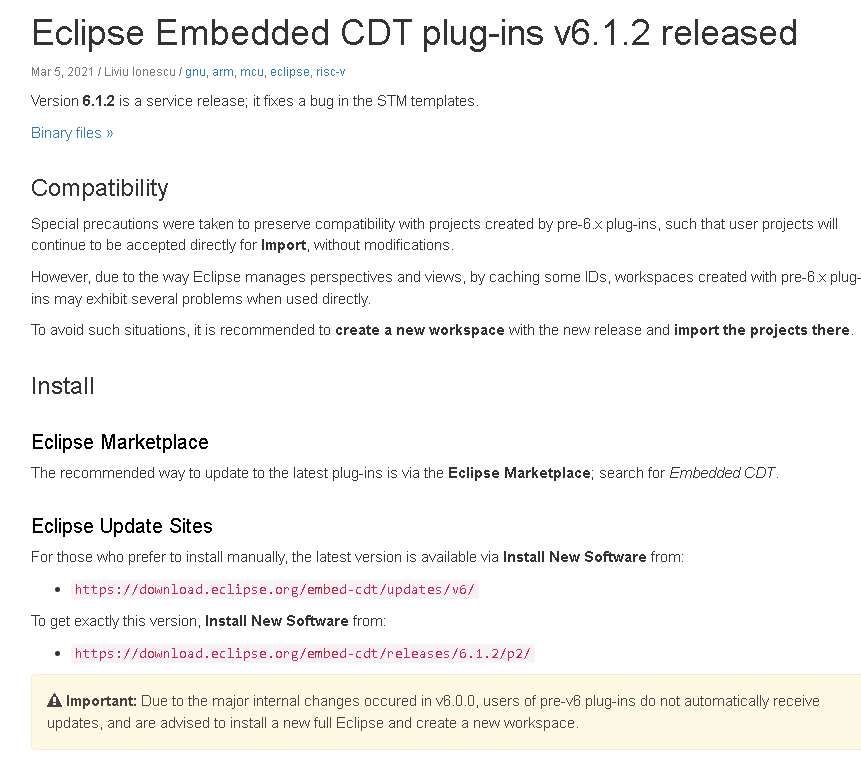 Eclipse Embedded CDT plug-ins v6.1.2 released
Mar 5, 2021 / Liviu Ionescu / gnu, arm, mcu, eclipse, risc-v
Version 6.1.2 is a service release; it fixes a bug in the STM templates.
Binary files »
Compatibility
Special precautions were taken to preserve compatibility with projects created by pre-6.x plug-ins, such that user projects will
continue to be accepted directly for Import, without modifications.
However, due to the way Eclipse manages perspectives and views, by caching some IDs, workspaces created with pre-6.x plug-
ins may exhibit several problems when used directly.
To avoid such situations, it is recommended to create a new workspace with the new release and import the projects there.
Install
Eclipse Marketplace
The recommended way to update to the latest plug-ins is via the Eclipse Marketplace; search for Embedded CDT.
Eclipse Update Sites
For those who prefer to install manually, the latest version is available via Install New Software from:
• https://download.eclipse.org/embed-cdt/updates/v6/
To get exactly this version, Install New Software from:
• https://download.eclipse.org/embed-cdt/releases/6.1.2/p2/
Important: Due to the major internal changes occured in v6.0.0, users of pre-v6 plug-ins do not automatically receive
updates, and are advised to install a new full Eclipse and create a new workspace.